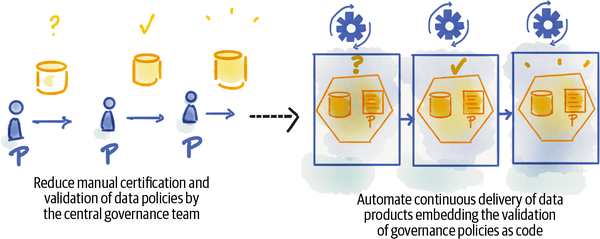 ?
P
P
P
Reduce manual certification and
validation of data policies by
the central governance team
?
P
P
P
Automate continuous delivery of data
products embedding the validation
of governance policies as code